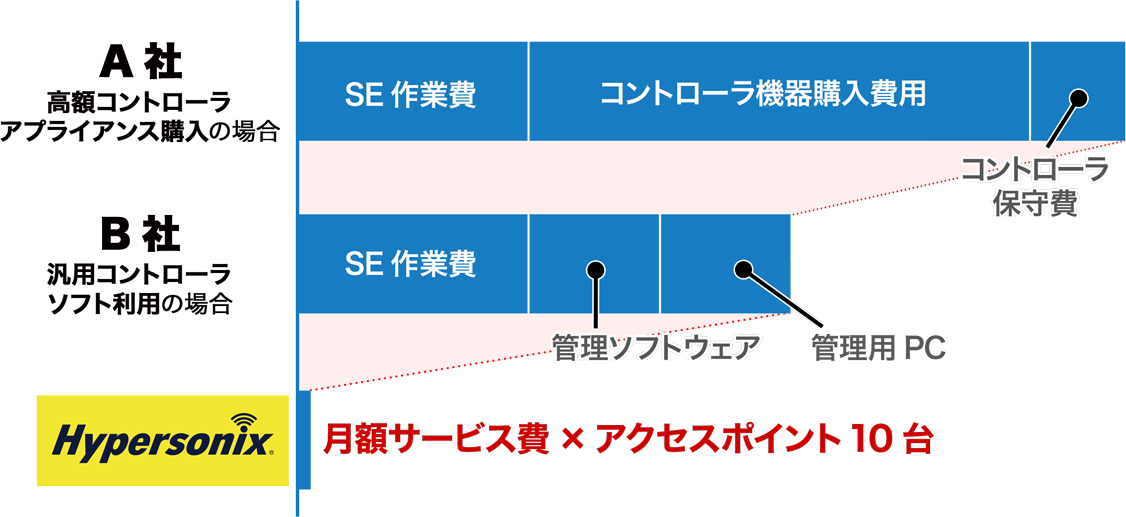 A 社
高額コントローラ
アプライアンス購入の場合
SE 作業費
コントローラ機器購入費用
コントローラ
保守費
B 社
汎用コントローラ
ソフト利用の場合
SE 作業費
管理ソフトウェア
管理用 PC
Hypersonix®
月額サービス費 × アクセスポイント 10 台